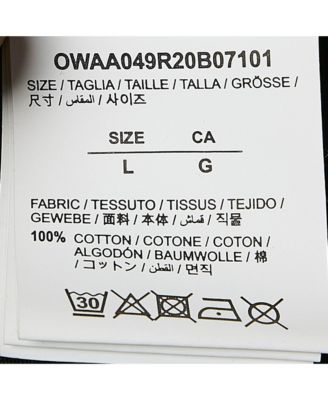 OWAA049R20B07101
SIZE / TAGLIA / TAILLE / TALLA / GRÖSSE /
尺寸 / المقاس / 사이즈
SIZE CA
L G
FABRIC / TESSUTO / TISSUS / TEJIDO /
GEWEBE / 面料 / 本体 / قماش / 직물
100% COTTON / COTONE / COTON /
ALGODÓN / BAUMWOLLE / 棉
/ コットン / القطن / 면직
30